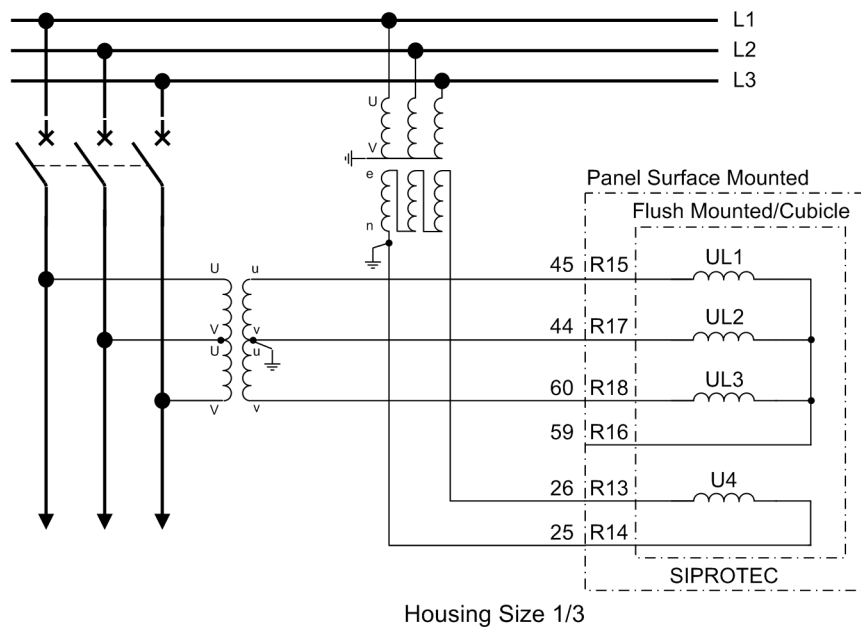 L1
L2
L3
U
V
e
n
Panel Surface Mounted
Flush Mounted/Cubicle
U u 45 R15 UL1
V v 44 R17 UL2
U u
V v 60 R18 UL3
59 R16
26 R13 U4
25 R14
SIPROTEC
Housing Size 1/3